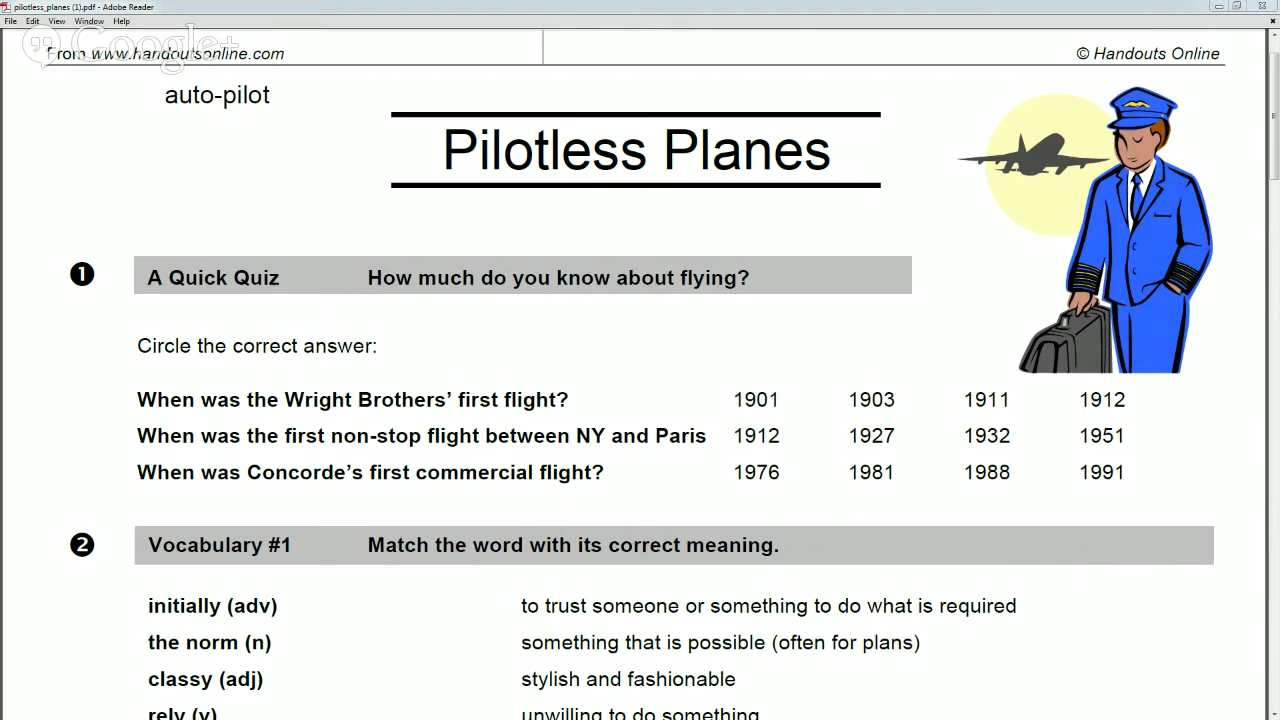 pilotless_planes (1).pdf - Adobe Reader
File Edit View Window Help
Google+
From www.handoutsonline.com
© Handouts Online
auto-pilot
Pilotless Planes
1 A Quick Quiz How much do you know about flying?
Circle the correct answer:
When was the Wright Brothers’ first flight? 1901 1903 1911 1912
When was the first non-stop flight between NY and Paris 1912 1927 1932 1951
When was Concorde’s first commercial flight? 1976 1981 1988 1991
2 Vocabulary #1 Match the word with its correct meaning.
initially (adv) to trust someone or something to do what is required
the norm (n) something that is possible (often for plans)
classy (adj) stylish and fashionable
rely (v) unwilling to do something